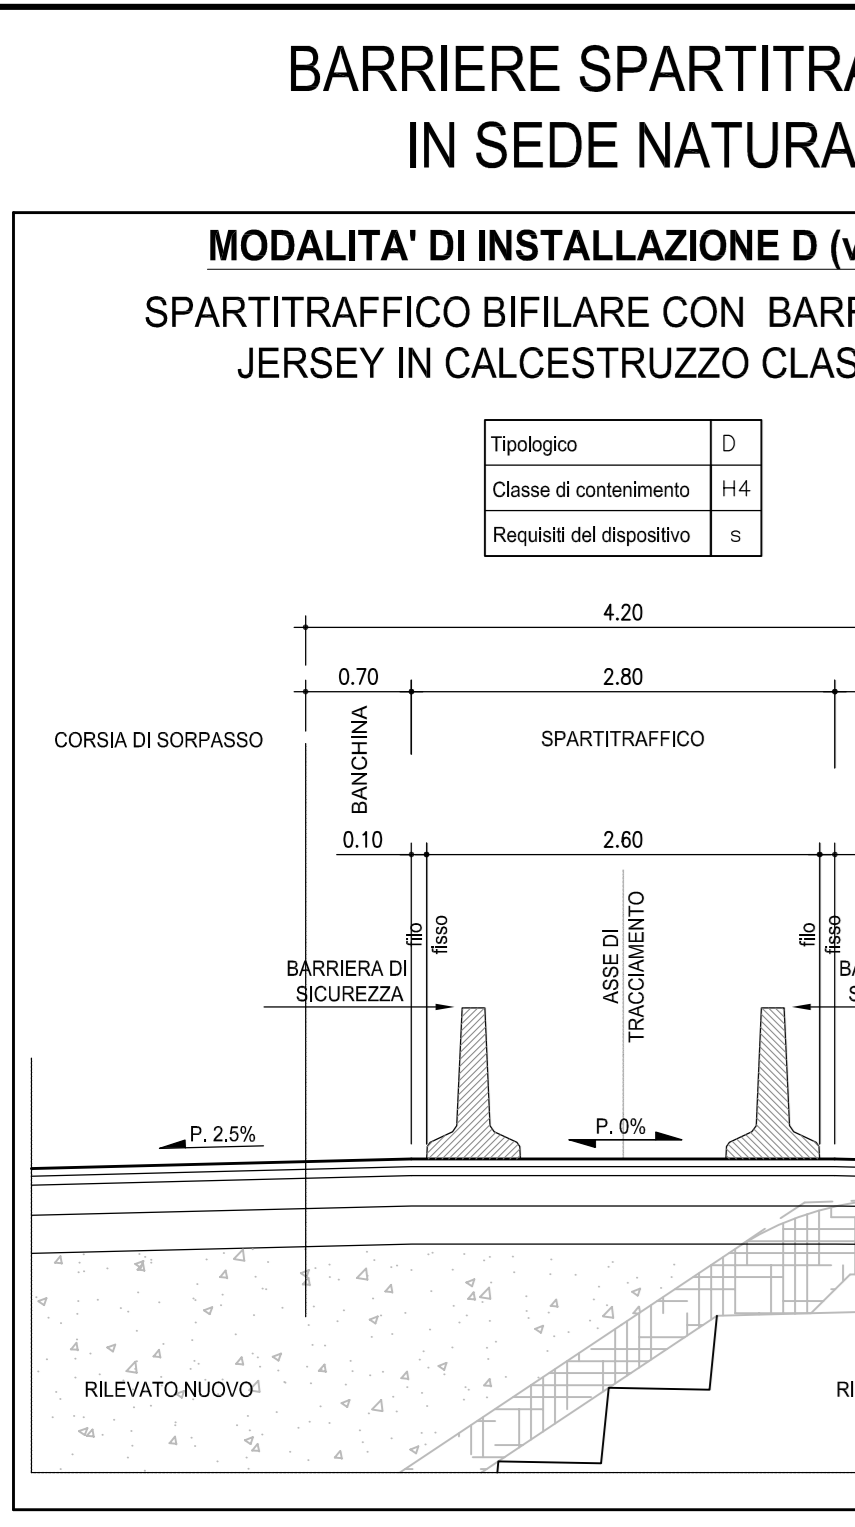 BARRIERE SPARTITRA
IN SEDE NATURA
MODALITA' DI INSTALLAZIONE D (v
SPARTITRAFFICO BIFILARE CON BARR
JERSEY IN CALCESTRUZZO CLAS
Tipologico D
Classe di contenimento H4
Requisiti del dispositivo s
4.20
0.70 2.80
CORSIA DI SORPASSO
BANCHINA
SPARTITRAFFICO
0.10 2.60
filo
fisso
ASSE DI
TRACCIAMENTO
filo
fisso
BARRIERA DI
SICUREZZA
BA
S
P. 2.5%
P. 0%
RILEVATO NUOVO
RI